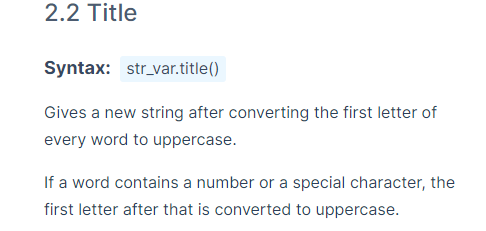 2.2 Title
Syntax: str_var.title()
Gives a new string after converting the first letter of
every word to uppercase.
If a word contains a number or a special character, the
first letter after that is converted to uppercase.